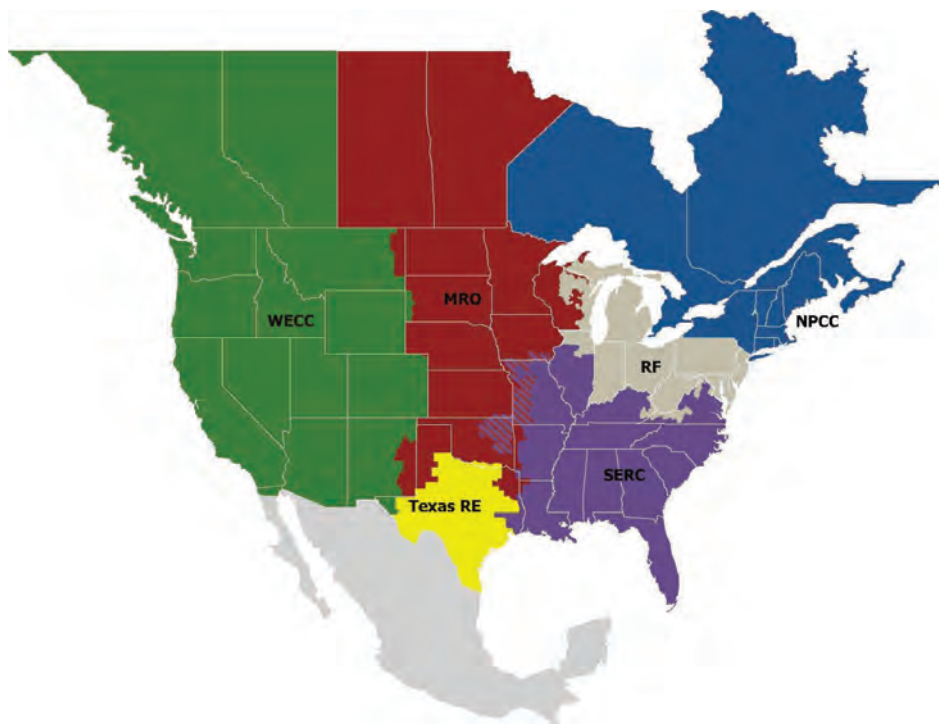 MRO
WECC
NPCC
RF
SERC
Texas RE